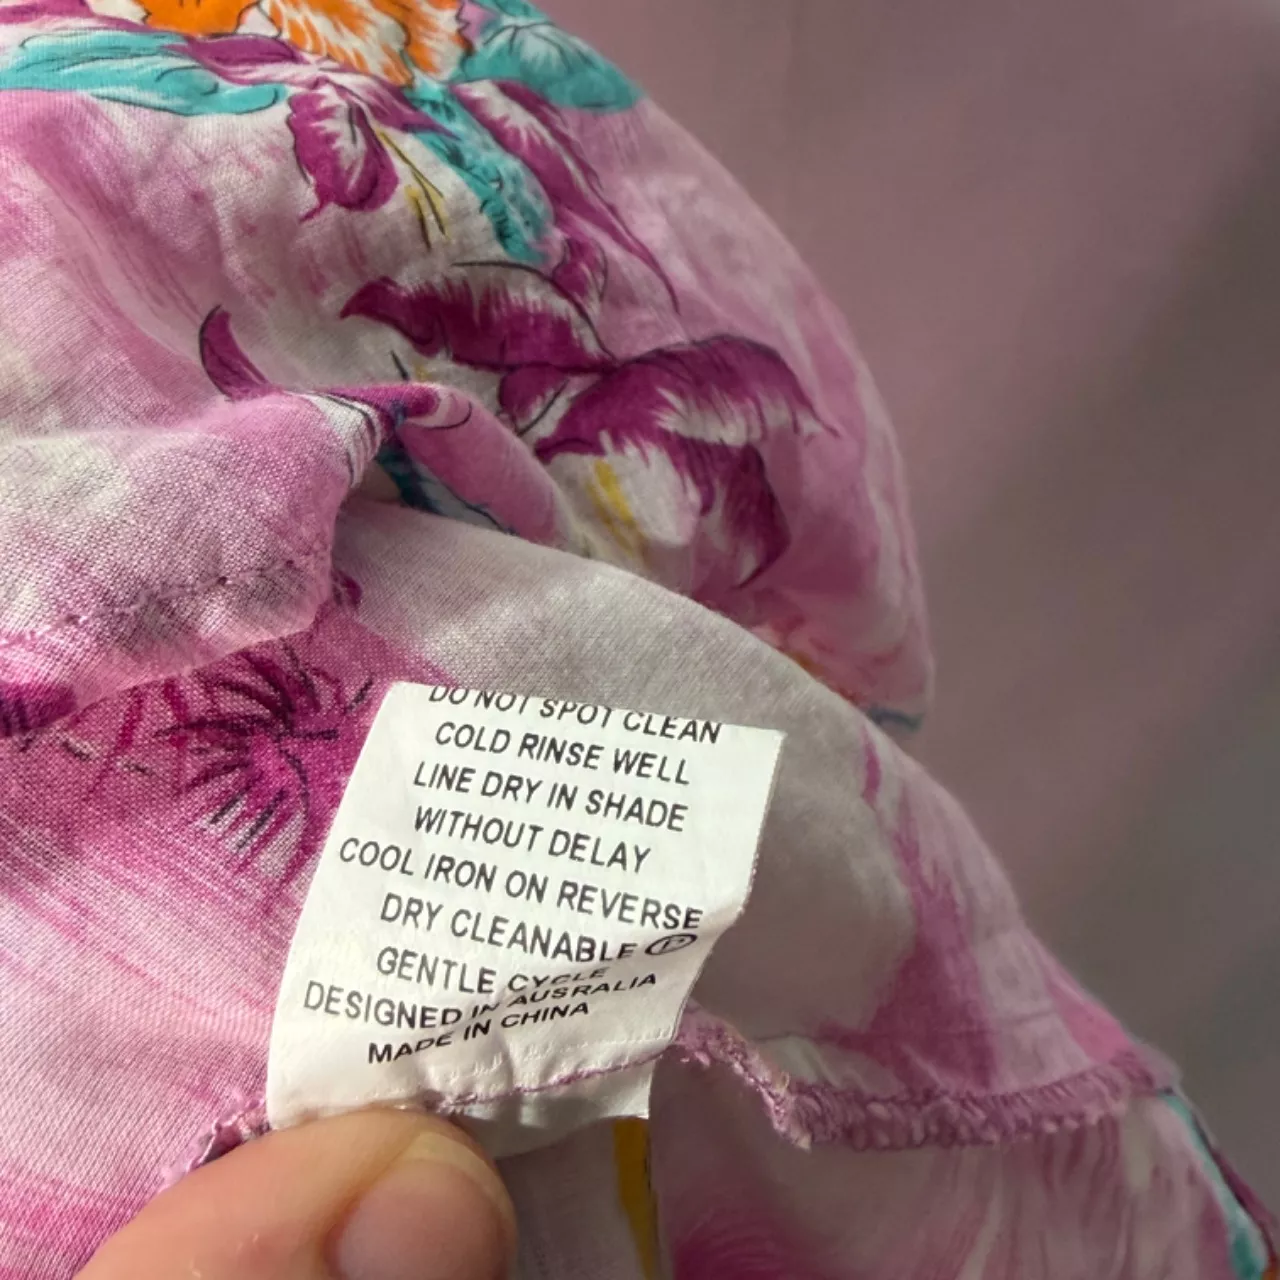 DO NOT SPOT CLEAN
COLD RINSE WELL
LINE DRY IN SHADE
WITHOUT DELAY
COOL IRON ON REVERSE
DRY CLEANABLE Ⓟ
GENTLE CYCLE
DESIGNED IN AUSTRALIA
MADE IN CHINA